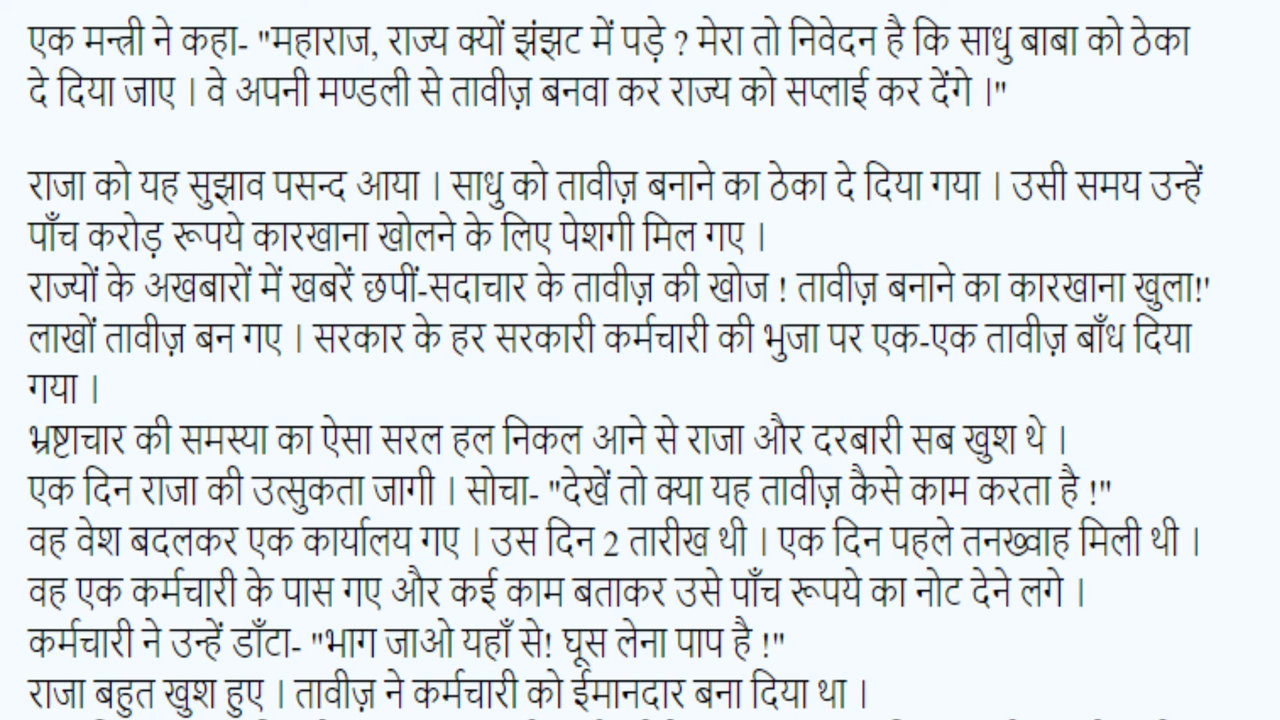 एक मन्त्री ने कहा- "महाराज, राज्य क्यों झंझट में पड़े ? मेरा तो निवेदन है कि साधु बाबा को ठेका
दे दिया जाए । वे अपनी मण्डली से तावीज़ बनवा कर राज्य को सप्लाई कर देंगे ।"
राजा को यह सुझाव पसन्द आया । साधु को तावीज़ बनाने का ठेका दे दिया गया । उसी समय उन्हें
पाँच करोड़ रूपये कारखाना खोलने के लिए पेशगी मिल गए ।
राज्यों के अखबारों में खबरें छपीं-सदाचार के तावीज़ की खोज ! तावीज़ बनाने का कारखाना खुला!'
लाखों तावीज़ बन गए । सरकार के हर सरकारी कर्मचारी की भुजा पर एक-एक तावीज़ बाँध दिया
गया ।
भ्रष्टाचार की समस्या का ऐसा सरल हल निकल आने से राजा और दरबारी सब खुश थे ।
एक दिन राजा की उत्सुकता जागी । सोचा- "देखें तो क्या यह तावीज़ कैसे काम करता है !"
वह वेश बदलकर एक कार्यालय गए । उस दिन 2 तारीख थी । एक दिन पहले तनख्वाह मिली थी ।
वह एक कर्मचारी के पास गए और कई काम बताकर उसे पाँच रूपये का नोट देने लगे ।
कर्मचारी ने उन्हें डाँटा- "भाग जाओ यहाँ से! घूस लेना पाप है !"
राजा बहुत खुश हुए । तावीज़ ने कर्मचारी को ईमानदार बना दिया था ।